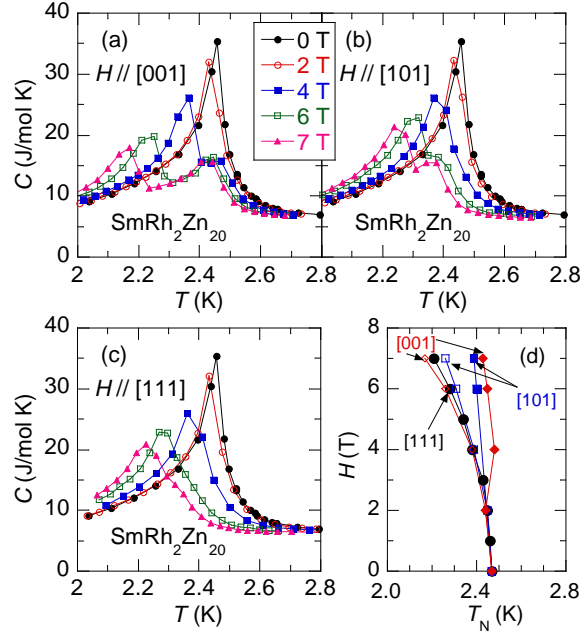 (a)
H // [001]
C (J/mol K)
40
30
20
10
0
SmRh2Zn20
2 2.2 2.4 2.6 2.8
T (K)
0 T
2 T
4 T
6 T
7 T
(b)
H // [101]
SmRh2Zn20
2 2.2 2.4 2.6 2.8
T (K)
(c)
H // [111]
C (J/mol K)
40
30
20
10
0
SmRh2Zn20
2 2.2 2.4 2.6 2.8
T (K)
(d)
[001]
[101]
[111]
H (T)
8
6
4
2
0
2 2.4 2.8
TN (K)